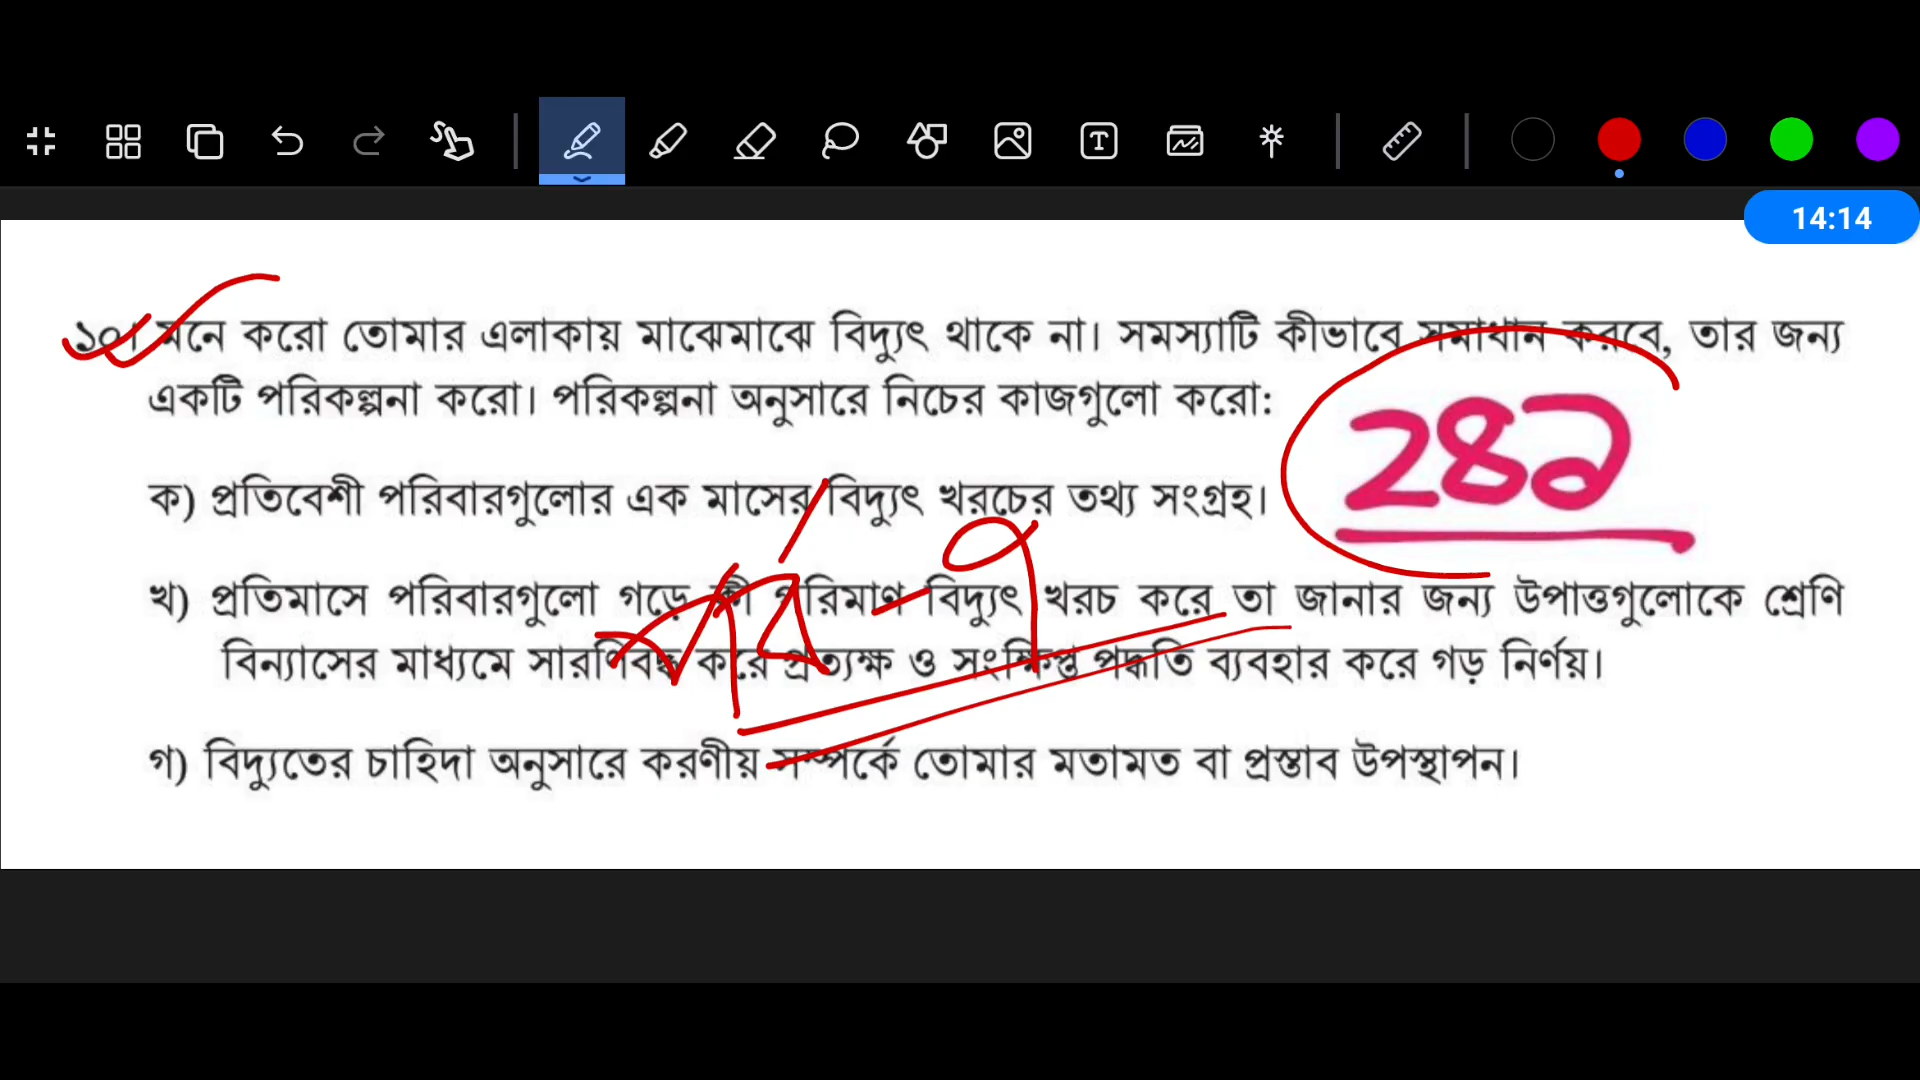 14:14
১০। মনে করো তোমার এলাকায় মাঝেমাঝে বিদ্যুৎ থাকে না। সমস্যাটি কীভাবে সমাধান করবে, তার জন্য
একটি পরিকল্পনা করো। পরিকল্পনা অনুসারে নিচের কাজগুলো করো:
ক) প্রতিবেশী পরিবারগুলোর এক মাসের বিদ্যুৎ খরচের তথ্য সংগ্রহ।
খ) প্রতিমাসে পরিবারগুলো গড়ে কী পরিমাণ বিদ্যুৎ খরচ করে তা জানার জন্য উপাত্তগুলোকে শ্রেণি
বিন্যাসের মাধ্যমে সারণিবদ্ধ করে প্রত্যক্ষ ও সংক্ষিপ্ত পদ্ধতি ব্যবহার করে গড় নির্ণয়।
গ) বিদ্যুতের চাহিদা অনুসারে করণীয় সম্পর্কে তোমার মতামত বা প্রস্তাব উপস্থাপন।